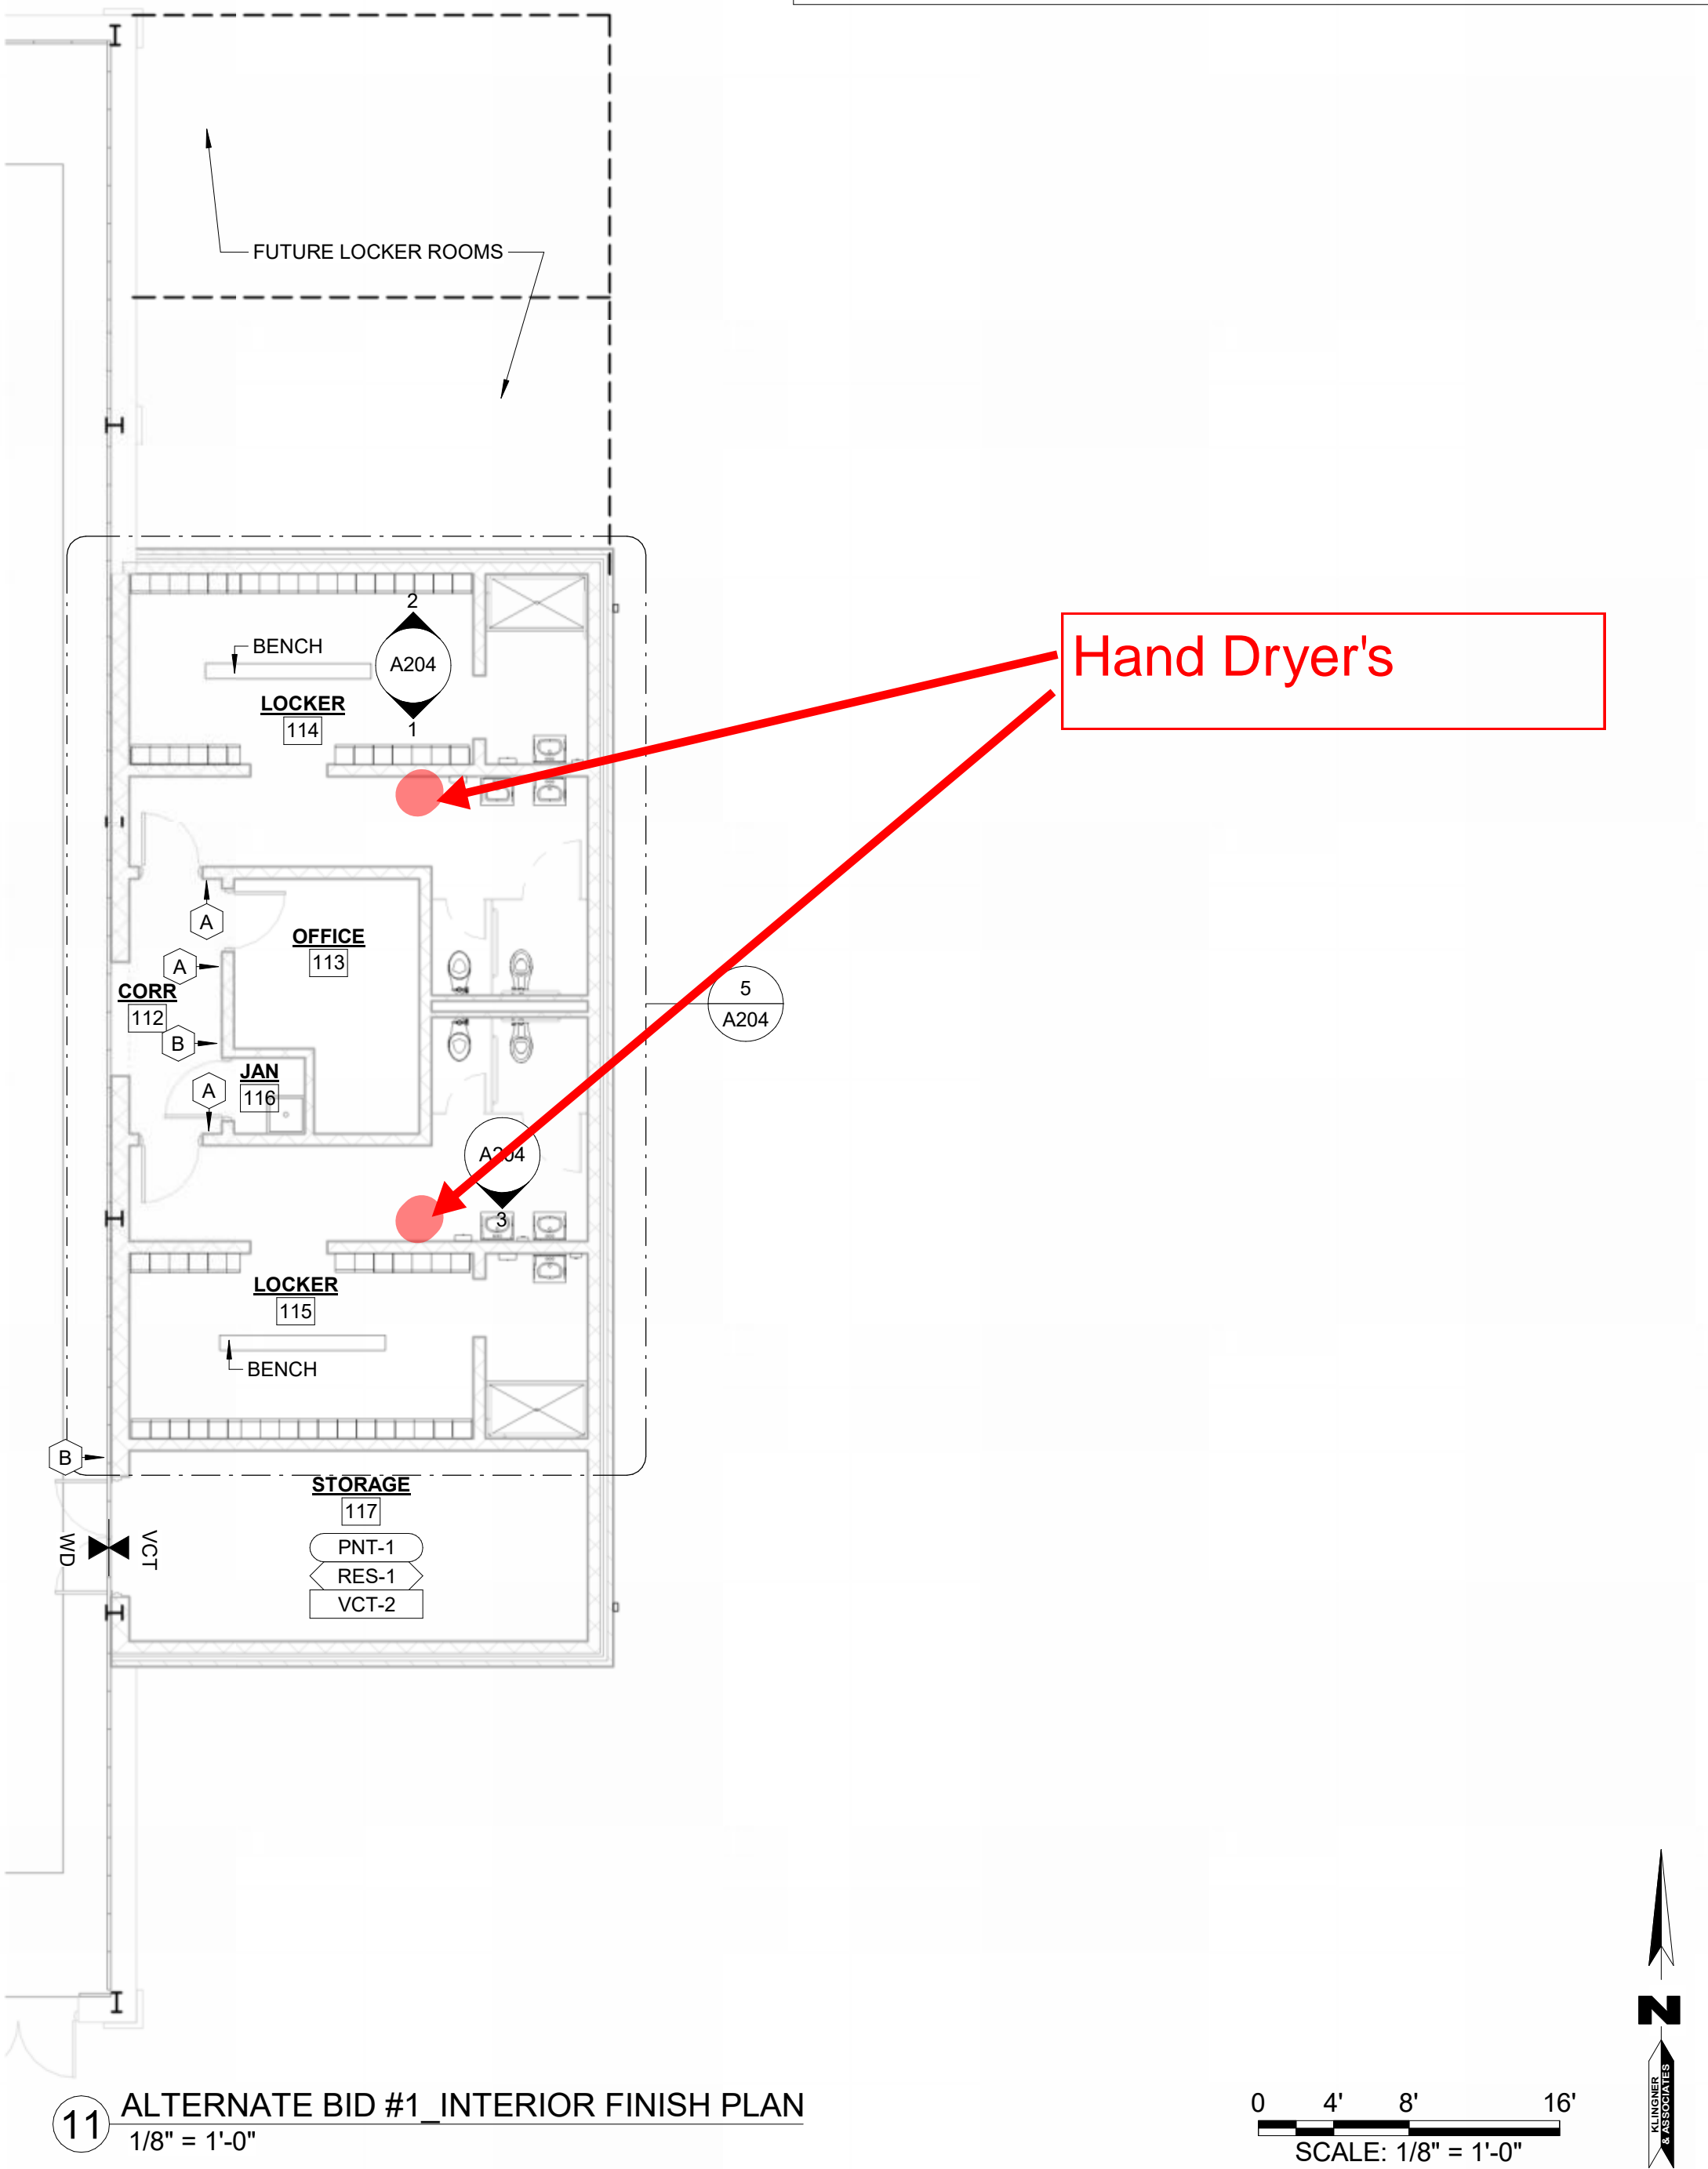 FUTURE LOCKER ROOMS
2
BENCH
A204
LOCKER
114
1
Hand Dryer's
A
OFFICE
113
A
CORR
112
5
A204
B
JAN
116
A
A204
3
LOCKER
115
BENCH
B
STORAGE
117
WD
VCT
PNT-1
RES-1
VCT-2
N
KLINGNER
& ASSOCIATES
11
ALTERNATE BID #1_INTERIOR FINISH PLAN
1/8" = 1'-0"
0 4' 8' 16'
SCALE: 1/8" = 1'-0"